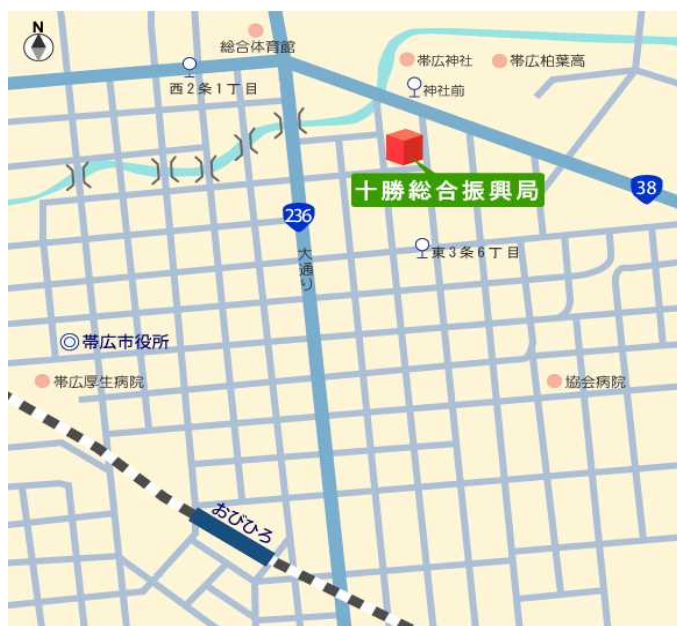 N
総合体育館
帯広神社
帯広柏葉高
西2条1丁目
神社前
十勝総合振興局
38
236
大通り
東3条6丁目
帯広市役所
帯広厚生病院
協会病院
おびひろ